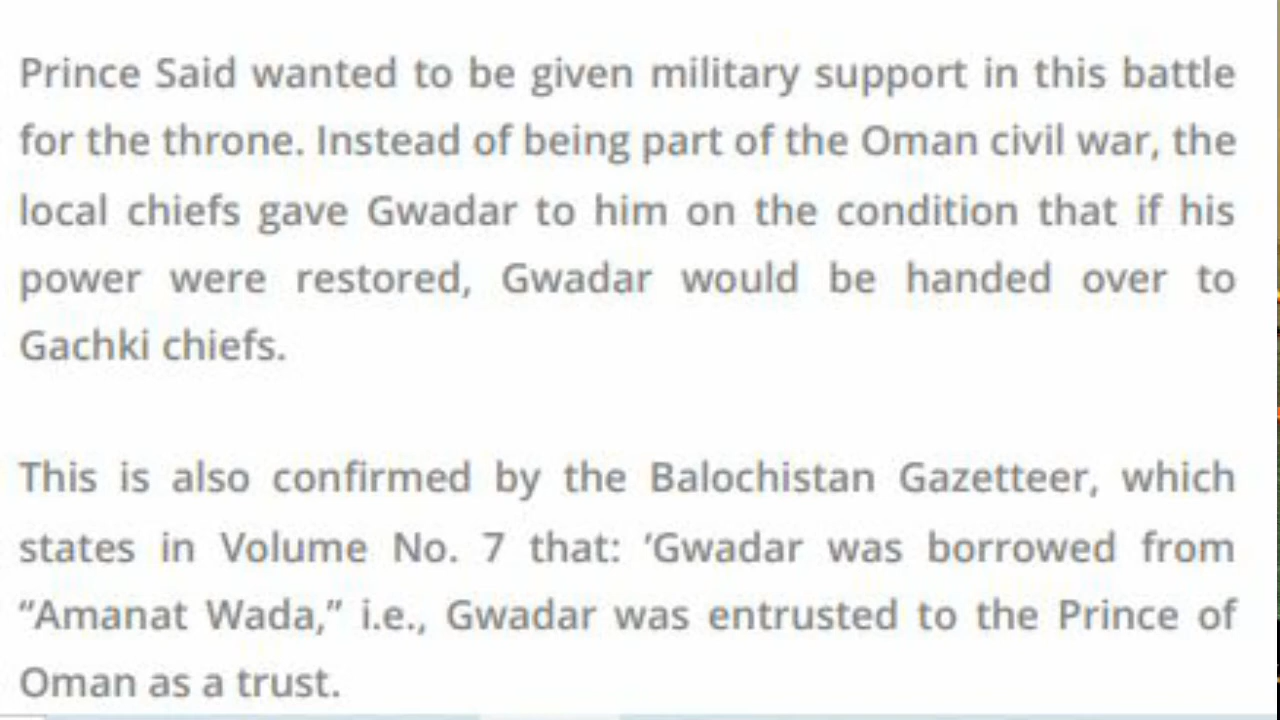 Prince Said wanted to be given military support in this battle
for the throne. Instead of being part of the Oman civil war, the
local chiefs gave Gwadar to him on the condition that if his
power were restored, Gwadar would be handed over to
Gachki chiefs.
This is also confirmed by the Balochistan Gazetteer, which
states in Volume No. 7 that: ‘Gwadar was borrowed from
“Amanat Wada,” i.e., Gwadar was entrusted to the Prince of
Oman as a trust.